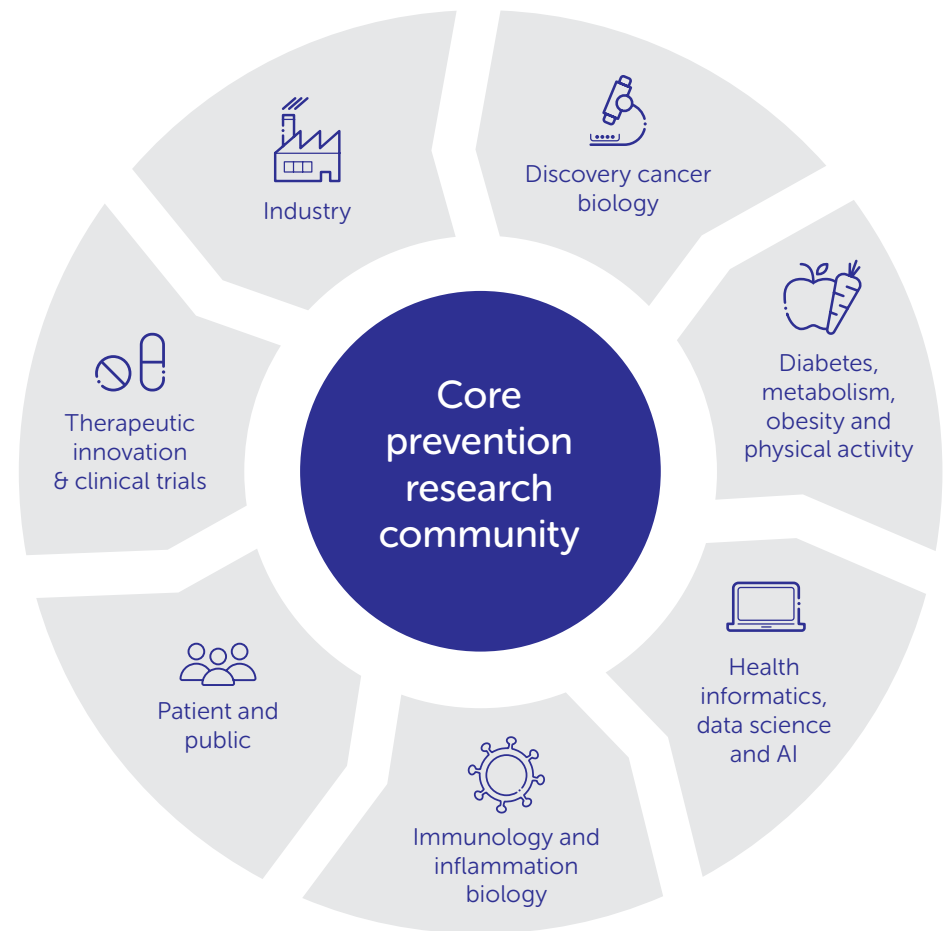 Industry
Discovery cancer
biology
Diabetes,
metabolism,
obesity and
physical activity
Health
informatics,
data science
and AI
Immunology and
inflammation
biology
Patient and
public
Therapeutic
innovation
& clinical trials
Core
prevention
research
community